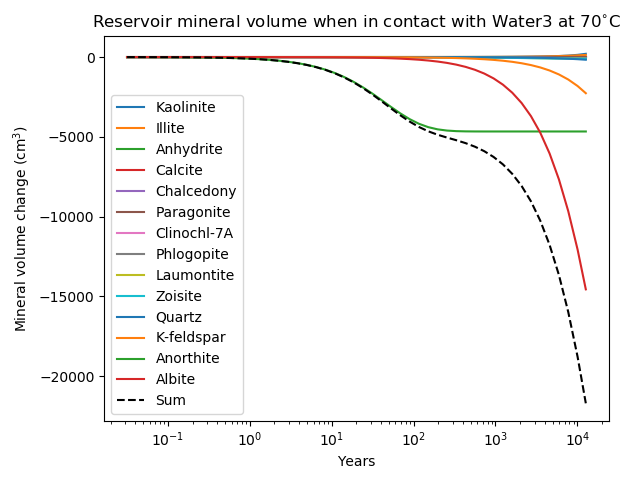 Reservoir mineral volume when in contact with Water3 at 70°C
Mineral volume change (cm³)
0
−5000
−10000
−15000
−20000
Kaolinite
Illite
Anhydrite
Calcite
Chalcedony
Paragonite
Clinochl-7A
Phlogopite
Laumontite
Zoisite
Quartz
K-feldspar
Anorthite
Albite
Sum
10⁻¹ 10⁰ 10¹ 10² 10³ 10⁴
Years